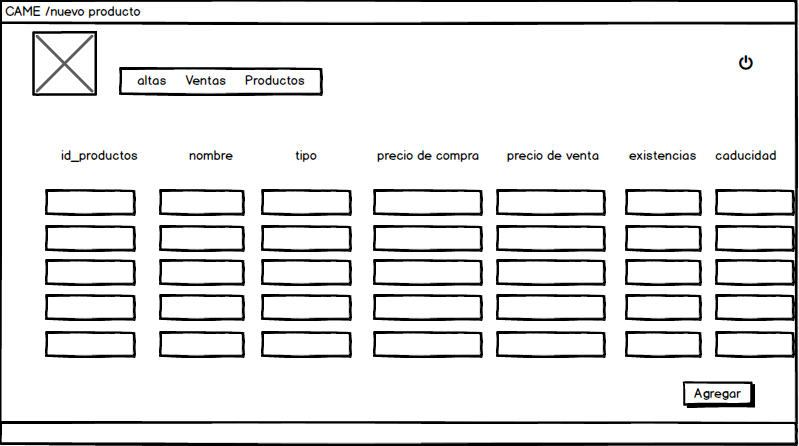 CAME /nuevo producto
altas Ventas Productos
id_productos nombre tipo precio de compra precio de venta existencias caducidad
Agregar